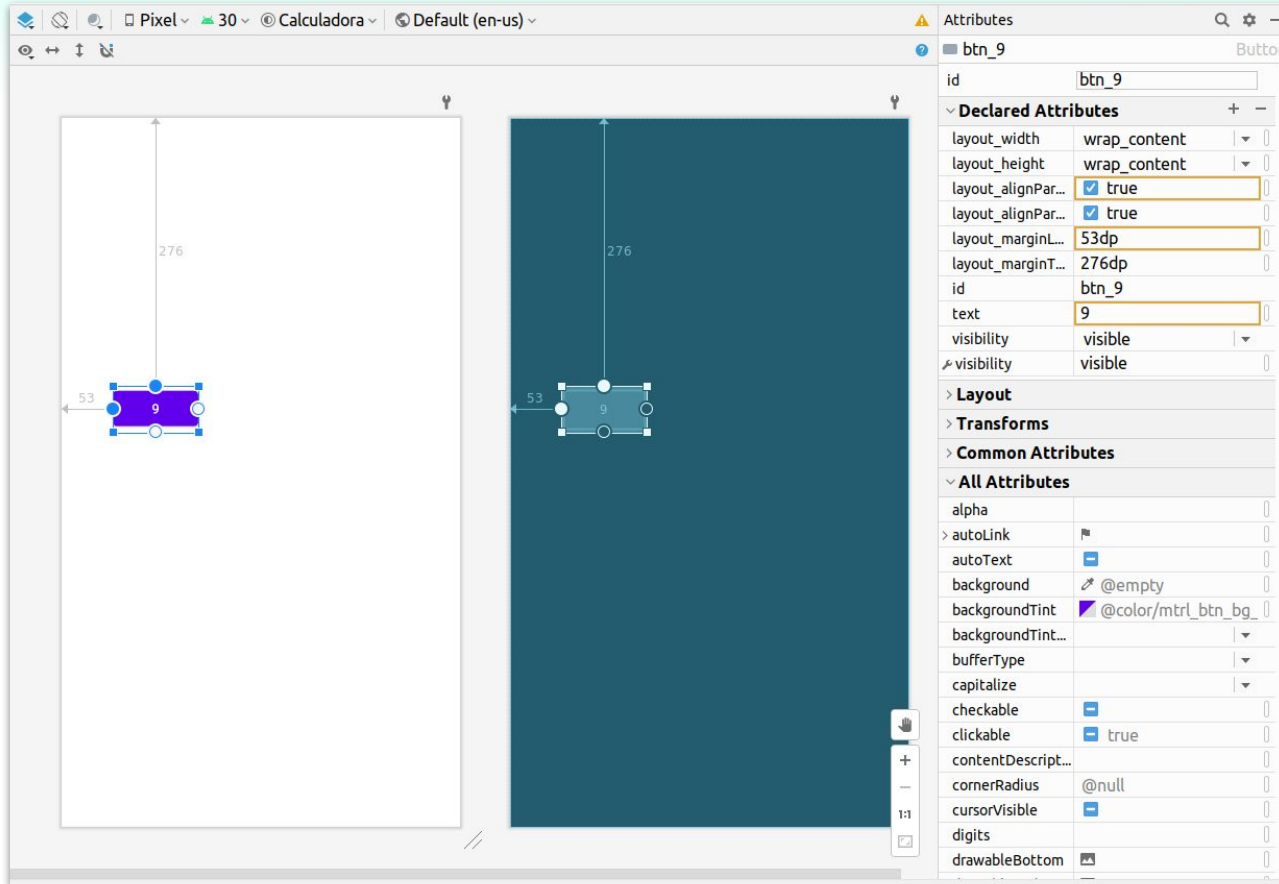 Pixel 30 Calculadora Default (en-us)
276
53
9
276
53
9
1:1
Attributes
btn_9 Butto
id btn_9
Declared Attributes
layout_width wrap_content
layout_height wrap_content
layout_alignPar... true
layout_alignPar... true
layout_marginL... 53dp
layout_marginT... 276dp
id btn_9
text 9
visibility visible
visibility visible
Layout
Transforms
Common Attributes
All Attributes
alpha
autoLink
autoText
background @empty
backgroundTint @color/mtrl_btn_bg_
backgroundTint...
bufferType
capitalize
checkable
clickable true
contentDescript...
cornerRadius @null
cursorVisible
digits
drawableBottom